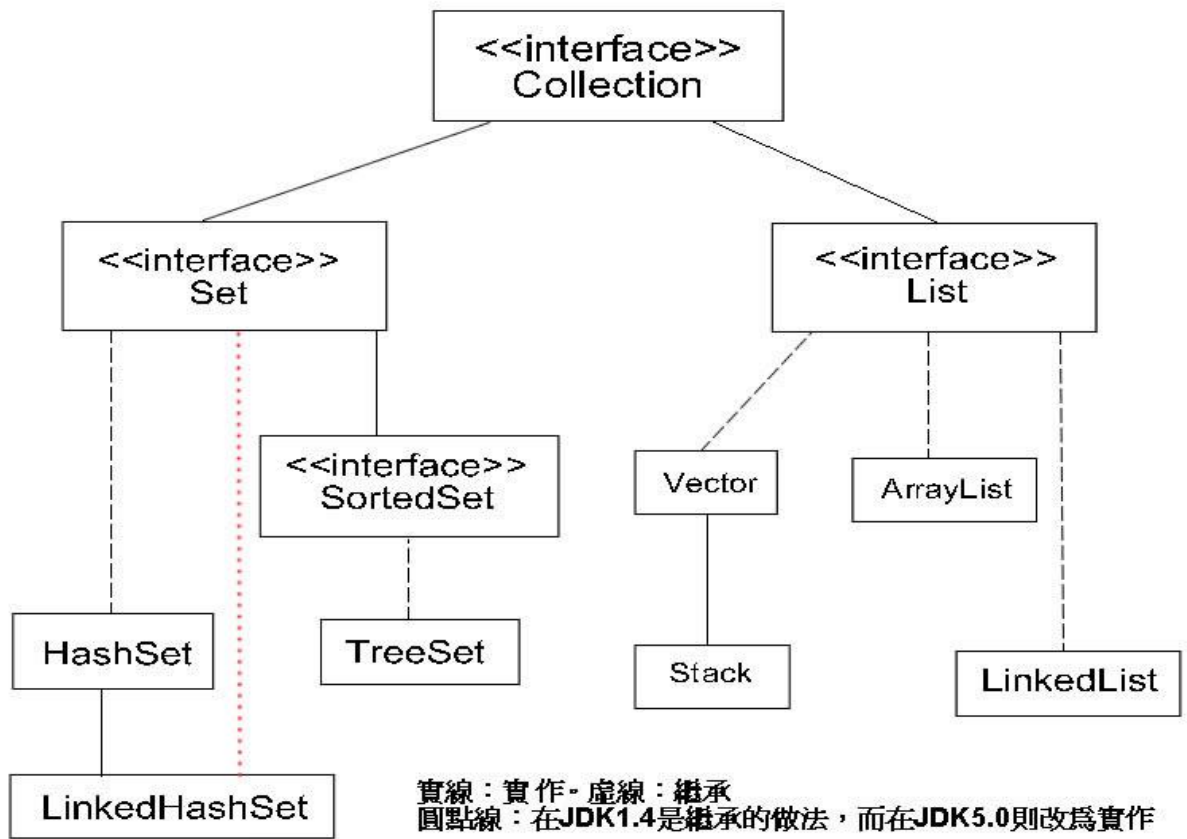 <<interface>>
Collection
<<interface>>
Set
<<interface>>
List
<<interface>>
SortedSet
Vector
ArrayList
HashSet
TreeSet
Stack
LinkedList
LinkedHashSet
實線：實作。虛線：繼承
圓點線：在JDK1.4是繼承的做法，而在JDK5.0則改爲實作